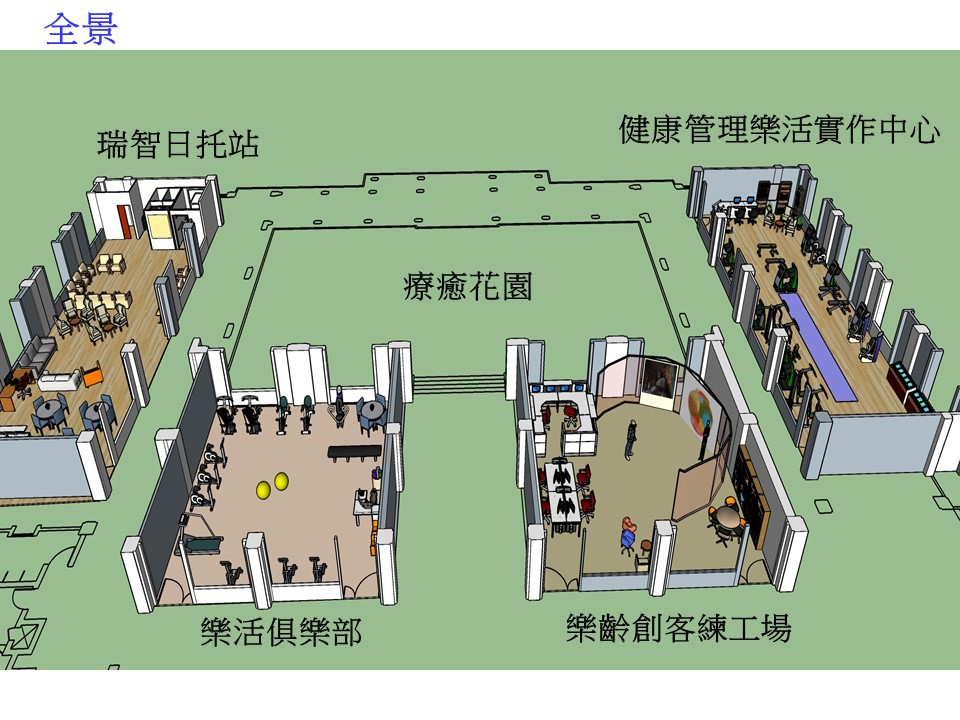 全景
瑞智日托站
健康管理樂活實作中心
療癒花園
樂活俱樂部
樂齡創客練工場